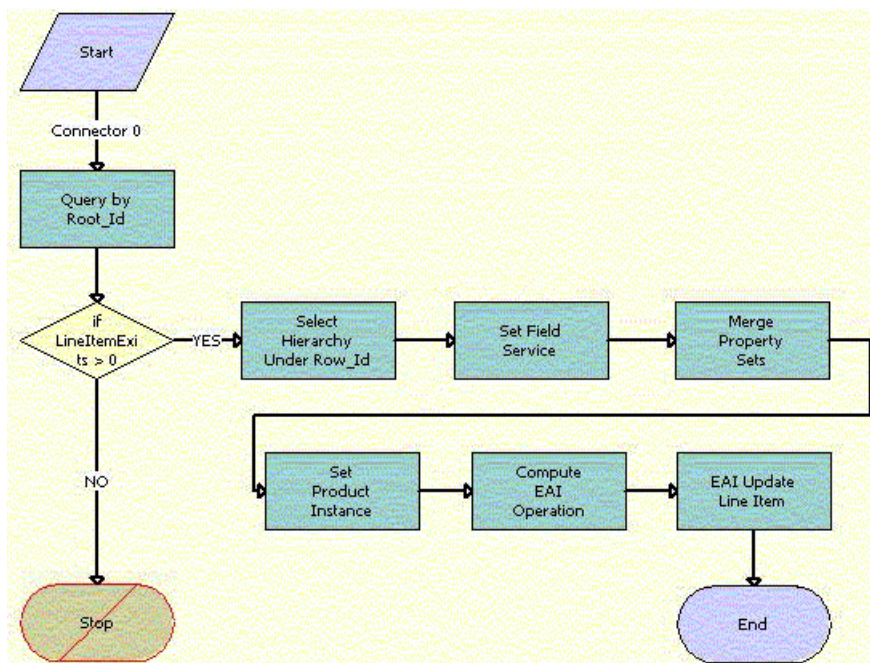 Start
Connector 0
Query by
Root_Id
if
LineItemExi
ts > 0
YES
Select
Hierarchy
Under Row_Id
Set Field
Service
Merge
Property
Sets
Set
Product
Instance
Compute
EAI
Operation
EAI Update
Line Item
NO
Stop
End